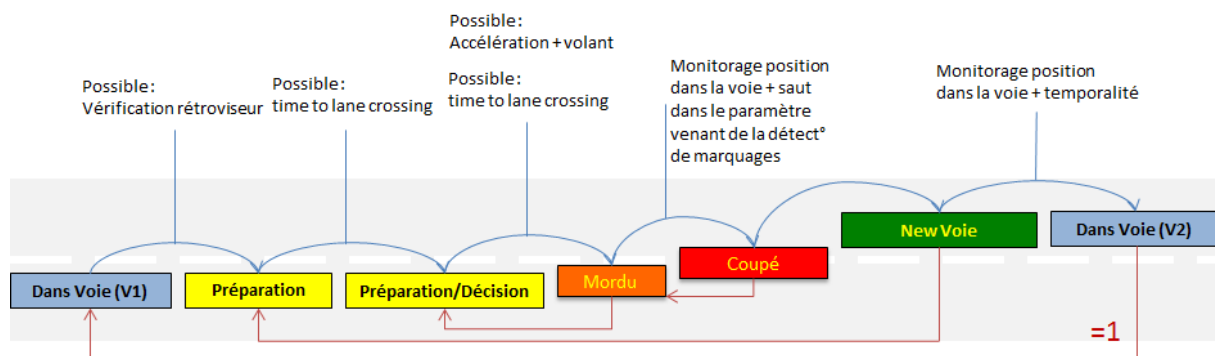 Possible :
Accélération + volant
Possible :
Vérification rétroviseur
Possible :
time to lane crossing
Possible :
time to lane crossing
Monitorage position
dans la voie + saut
dans le paramètre
venant de la détect°
de marquages
Monitorage position
dans la voie + temporalité
Dans Voie (V1)
Préparation
Préparation/Décision
Mordu
Coupé
New Voie
Dans Voie (V2)
=1